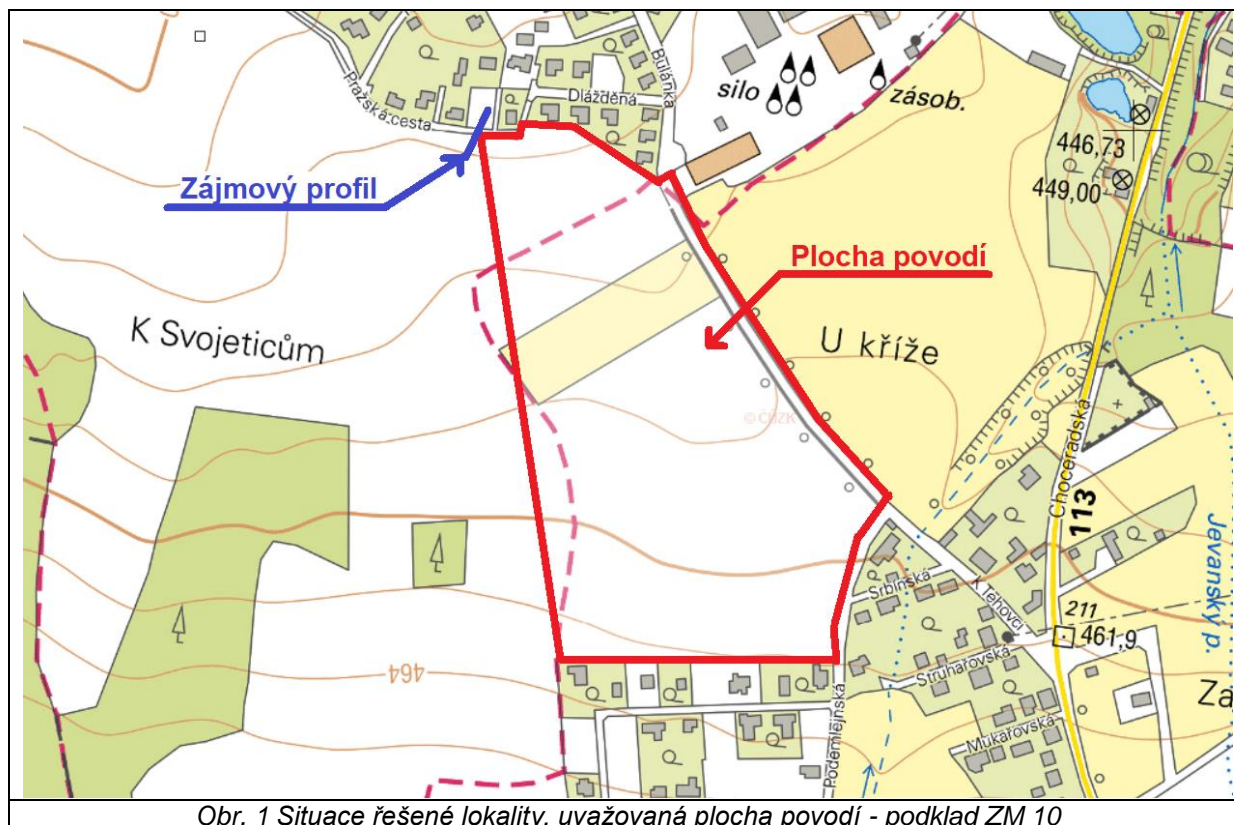 Pražská cesta
Bulánka
Dlážděná
silo
zásob.
446,73
449,00
Zájmový profil
Plocha povodí
K Svojeticům
U kříže
© ČÚZK
Choceradská
113
Jevanský p.
Srbínská
K Téhovci
211
461,9
Struhařovská
464
Mukařovská
Podemlejnská
Obr. 1 Situace řešené lokality, uvažovaná plocha povodí - podklad ZM 10